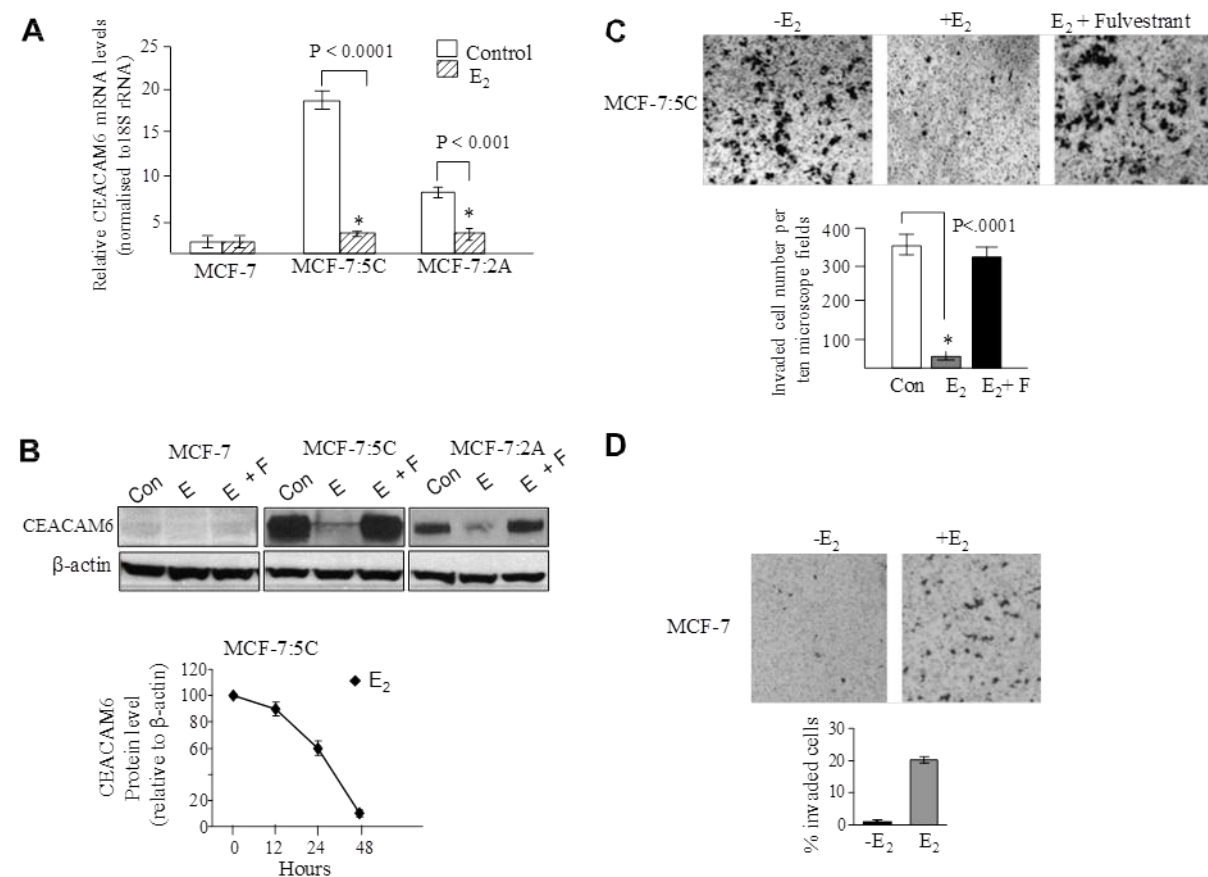 A
Relative CEACAM6 mRNA levels
(normalised to18S rRNA)
25
20
15
10
5
P < 0.0001
P < 0.001
Control
E2
*
*
MCF-7
MCF-7:5C
MCF-7:2A
B
MCF-7
MCF-7:5C
MCF-7:2A
Con
E
E + F
Con
E
E + F
Con
E
E + F
CEACAM6
β-actin
MCF-7:5C
CEACAM6
Protein level
(relative to β-actin)
120
100
80
60
40
20
0
E2
0
12
24
48
Hours
C
-E2
+E2
E2 + Fulvestrant
MCF-7:5C
Invaded cell number per
ten microscope fields
400
300
200
100
P<.0001
*
Con
E2
E2+ F
D
-E2
+E2
MCF-7
% invaded cells
30
20
10
0
-E2
E2